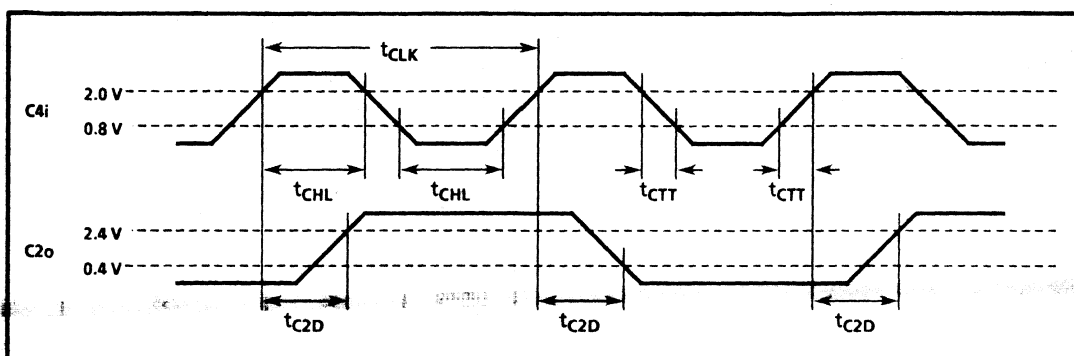 tCLK
C4i
2.0 V
0.8 V
tCHL
tCHL
tCTT
tCTT
C2o
2.4 V
0.4 V
tC2D
tC2D
tC2D